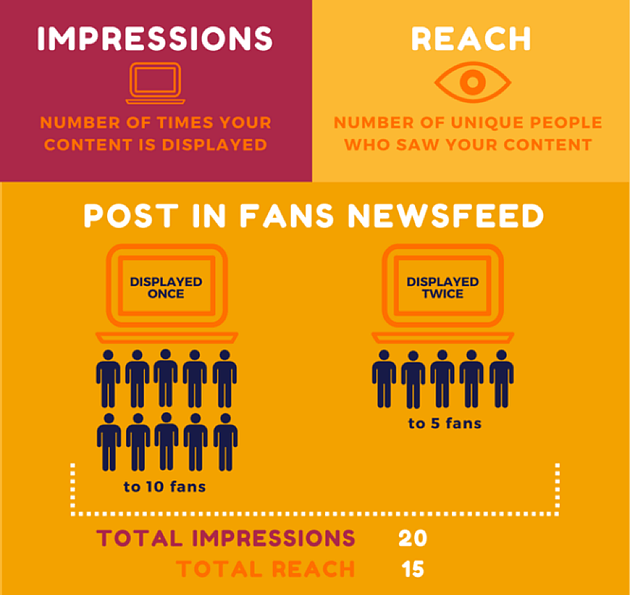 IMPRESSIONS
NUMBER OF TIMES YOUR
CONTENT IS DISPLAYED
REACH
NUMBER OF UNIQUE PEOPLE
WHO SAW YOUR CONTENT
POST IN FANS NEWSFEED
DISPLAYED
ONCE
to 10 fans
DISPLAYED
TWICE
to 5 fans
TOTAL IMPRESSIONS 20
TOTAL REACH 15